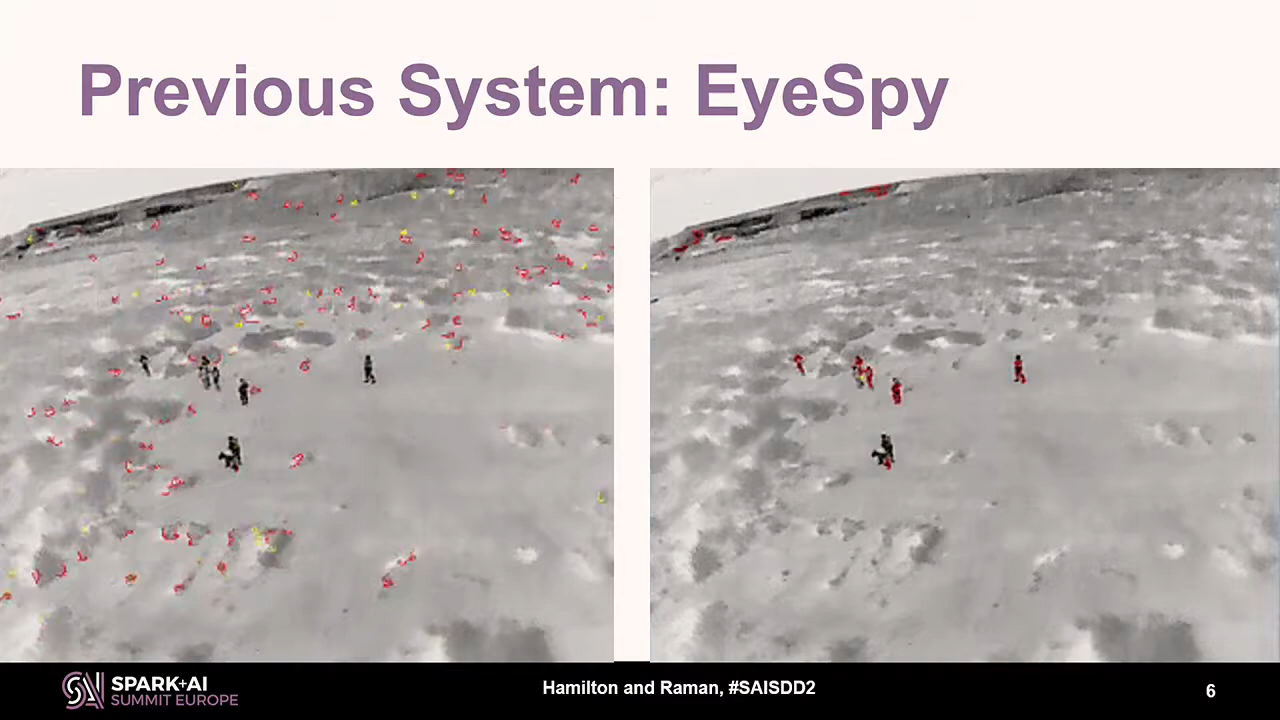 Previous System: EyeSpy
SPARK+AI
SUMMIT EUROPE
Hamilton and Raman, #SAISDD2
6